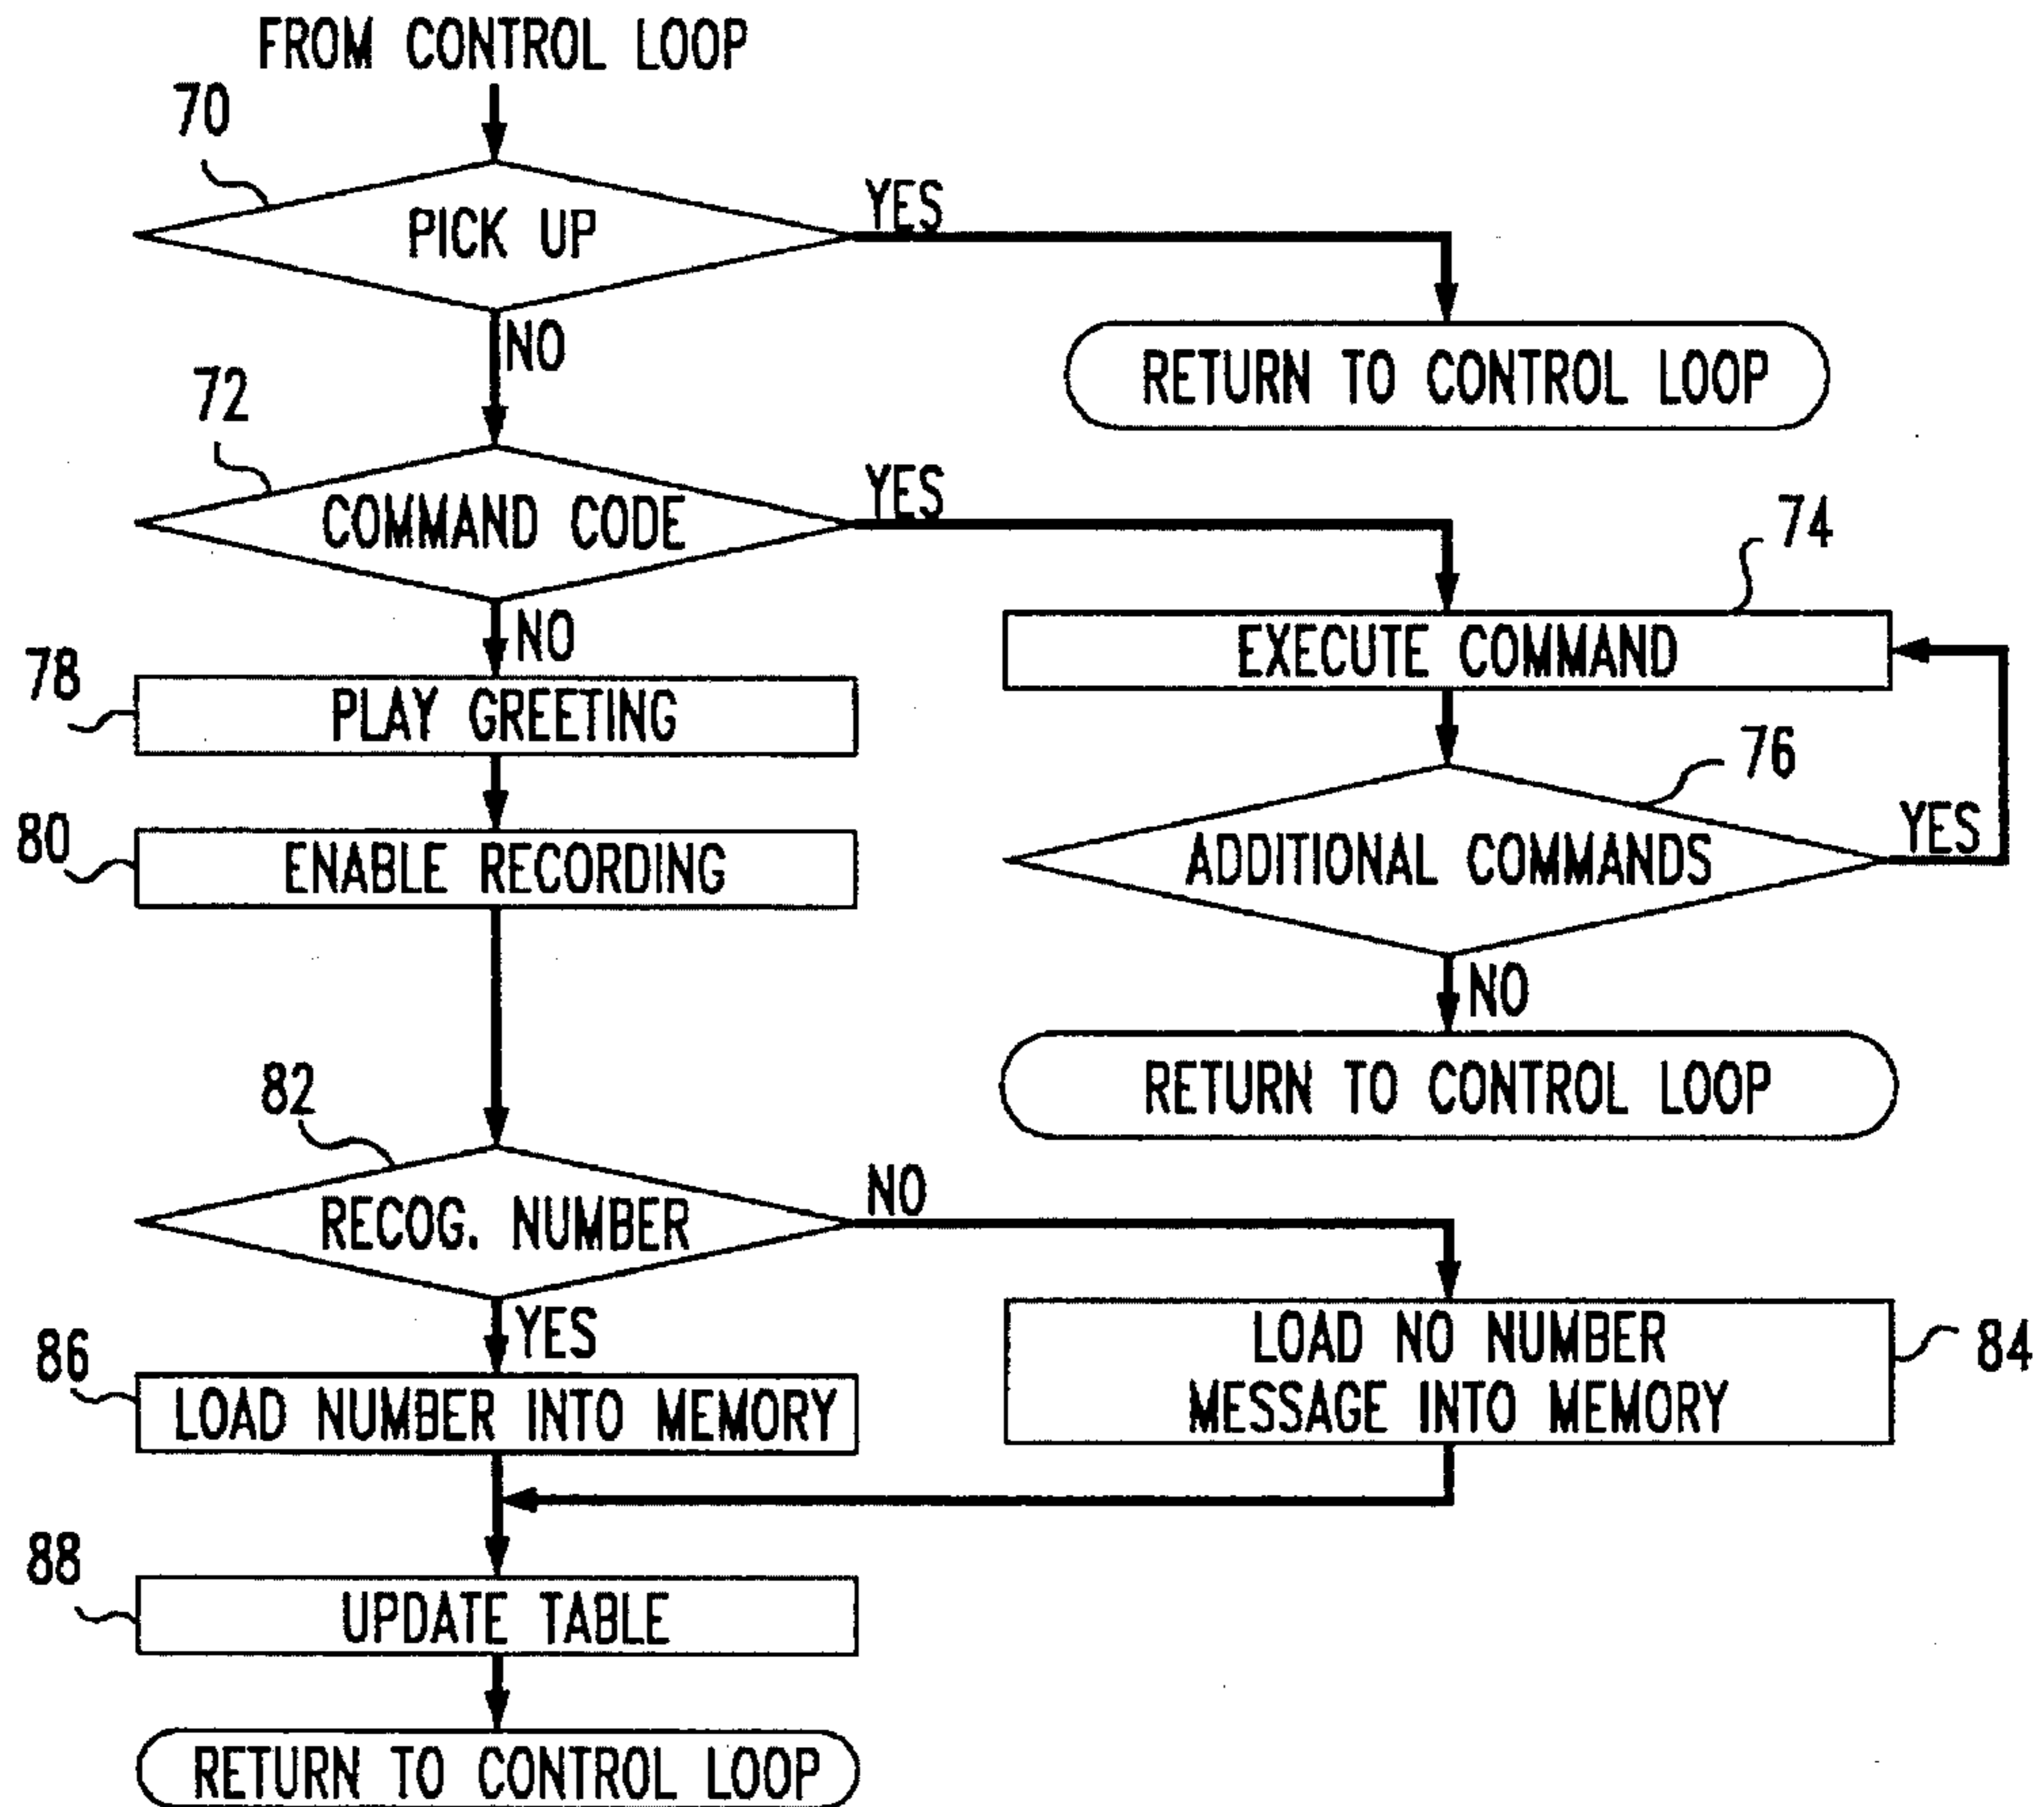 FROM CONTROL LOOP
70
PICK UP
YES
NO
RETURN TO CONTROL LOOP
72
COMMAND CODE
YES
NO
74
EXECUTE COMMAND
78
PLAY GREETING
76
ADDITIONAL COMMANDS
YES
NO
80
ENABLE RECORDING
RETURN TO CONTROL LOOP
82
RECOG. NUMBER
NO
YES
LOAD NO NUMBER
MESSAGE INTO MEMORY
84
86
LOAD NUMBER INTO MEMORY
88
UPDATE TABLE
RETURN TO CONTROL LOOP